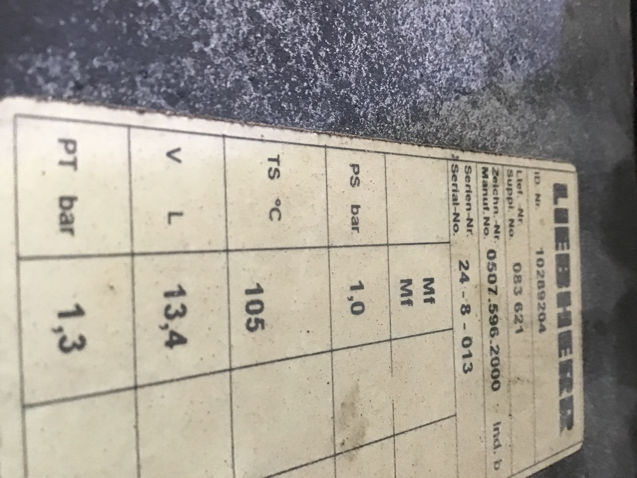 LIEBHERR
ID. Nr. 10289204
Lief.-Nr.
Suppl. No. 083 621
Zeichn.-Nr.
Manuf. No. 0507.596.2000 Ind. b
Serien-Nr.
Serial-No. 24-8-013
Mf
Mf
PS bar 1,0
TS °C 105
V L 13,4
PT bar 1,3